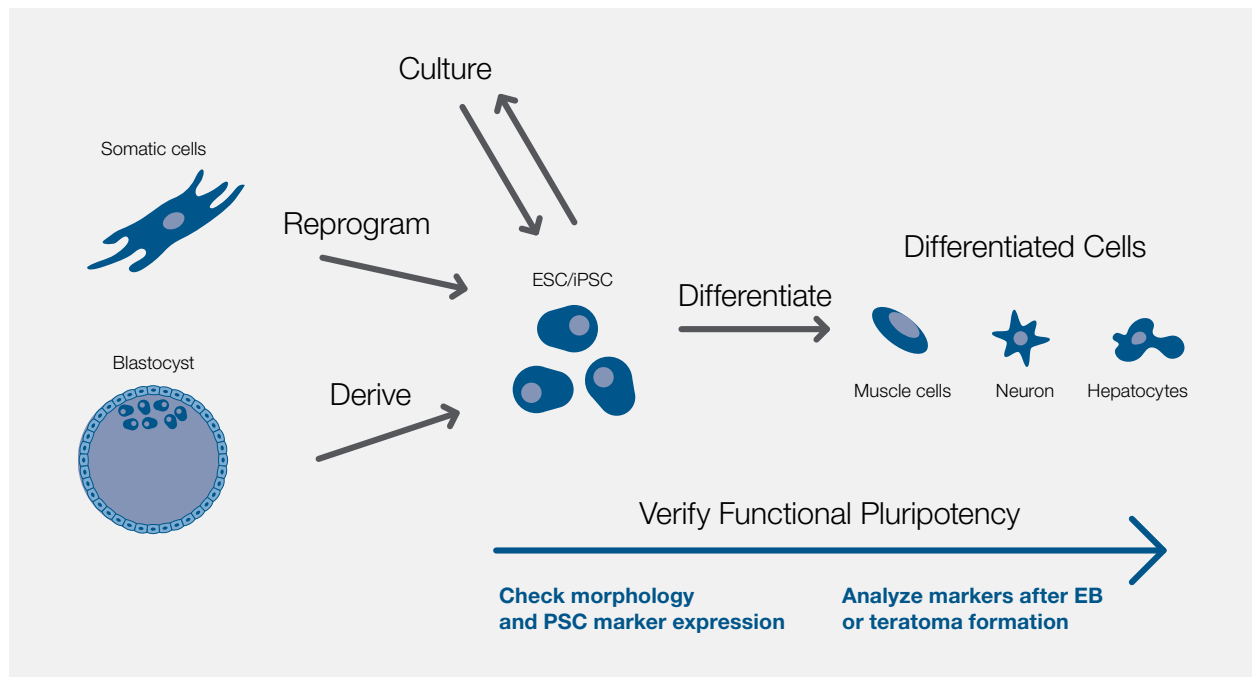 Culture
Somatic cells
Reprogram
ESC/iPSC
Differentiate
Differentiated Cells
Muscle cells
Neuron
Hepatocytes
Blastocyst
Derive
Verify Functional Pluripotency
Check morphology
and PSC marker expression
Analyze markers after EB
or teratoma formation